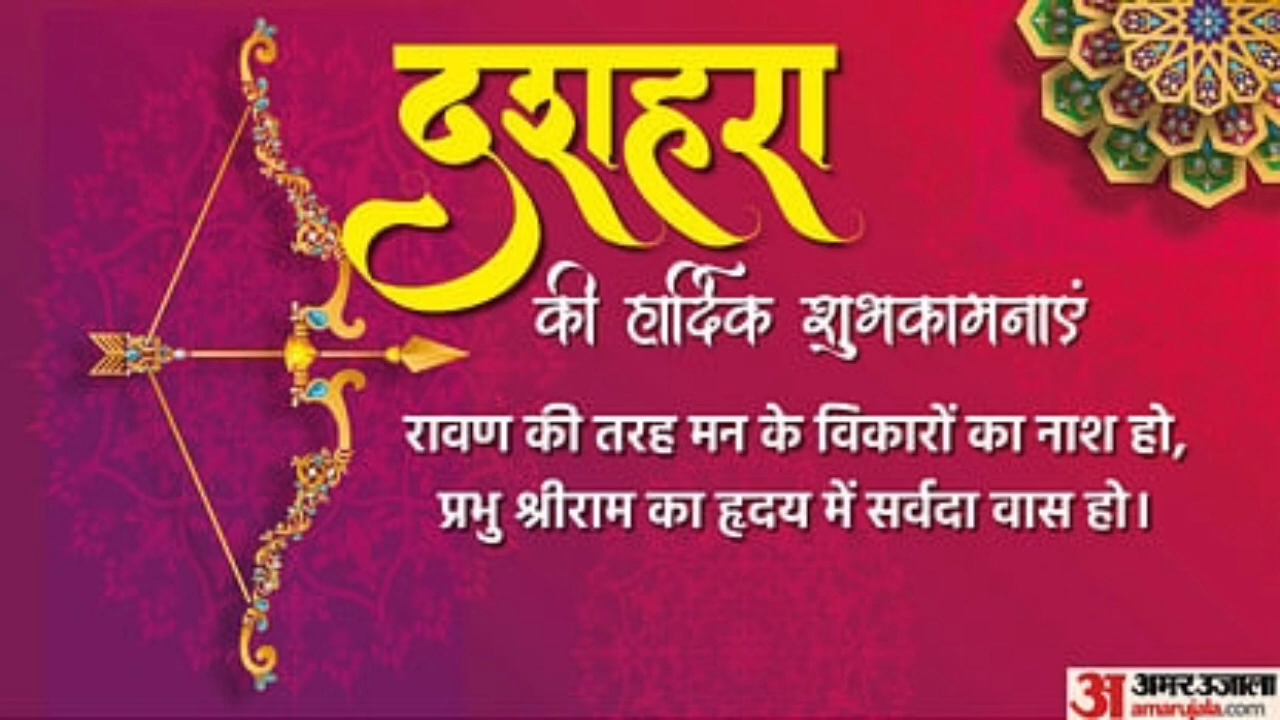 दशहरा
की हार्दिक शुभकामनाएं
रावण की तरह मन के विकारों का नाश हो,
प्रभु श्रीराम का हृदय में सर्वदा वास हो।
अ अमर उजाला
amarujala.com